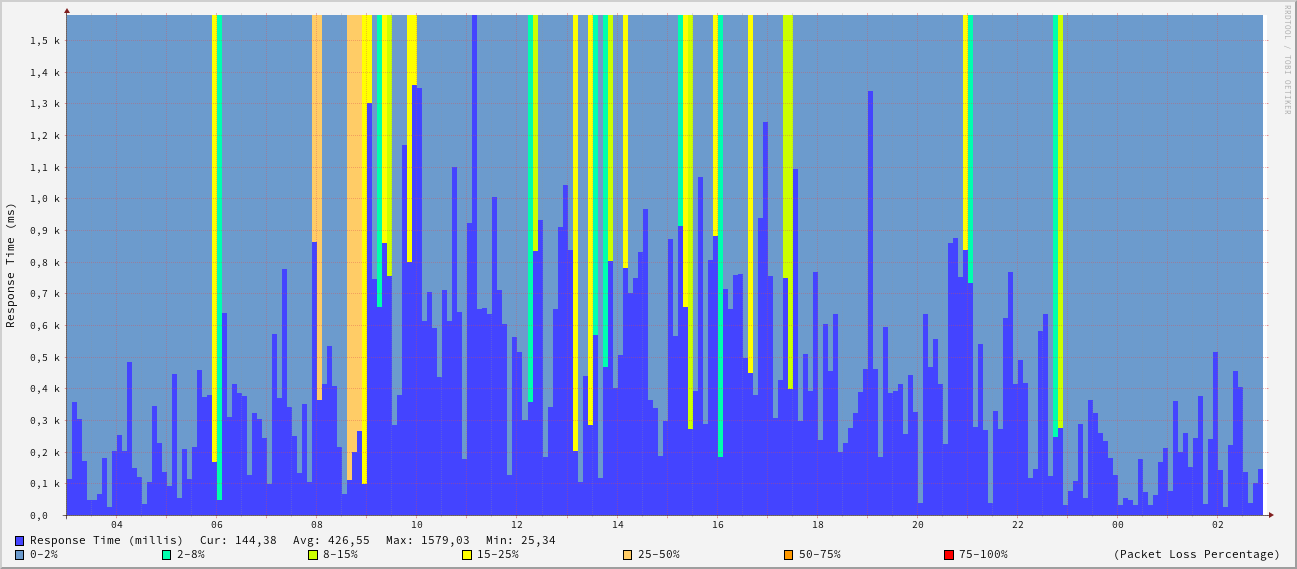 RRDTOOL / TOBI OETIKER
Response Time (ms)
1,5 k
1,4 k
1,3 k
1,2 k
1,1 k
1,0 k
0,9 k
0,8 k
0,7 k
0,6 k
0,5 k
0,4 k
0,3 k
0,2 k
0,1 k
0,0
04 06 08 10 12 14 16 18 20 22 00 02
Response Time (millis) Cur: 144,38 Avg: 426,55 Max: 1579,03 Min: 25,34
0-2% 2-8% 8-15% 15-25% 25-50% 50-75% 75-100% (Packet Loss Percentage)